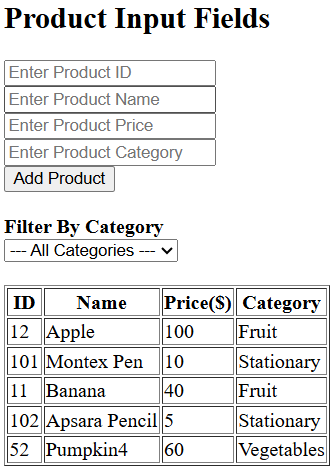 Product Input Fields
Enter Product ID
Enter Product Name
Enter Product Price
Enter Product Category
Add Product
Filter By Category
--- All Categories ---
ID Name Price($) Category
12 Apple 100 Fruit
101 Montex Pen 10 Stationary
11 Banana 40 Fruit
102 Apsara Pencil 5 Stationary
52 Pumpkin4 60 Vegetables